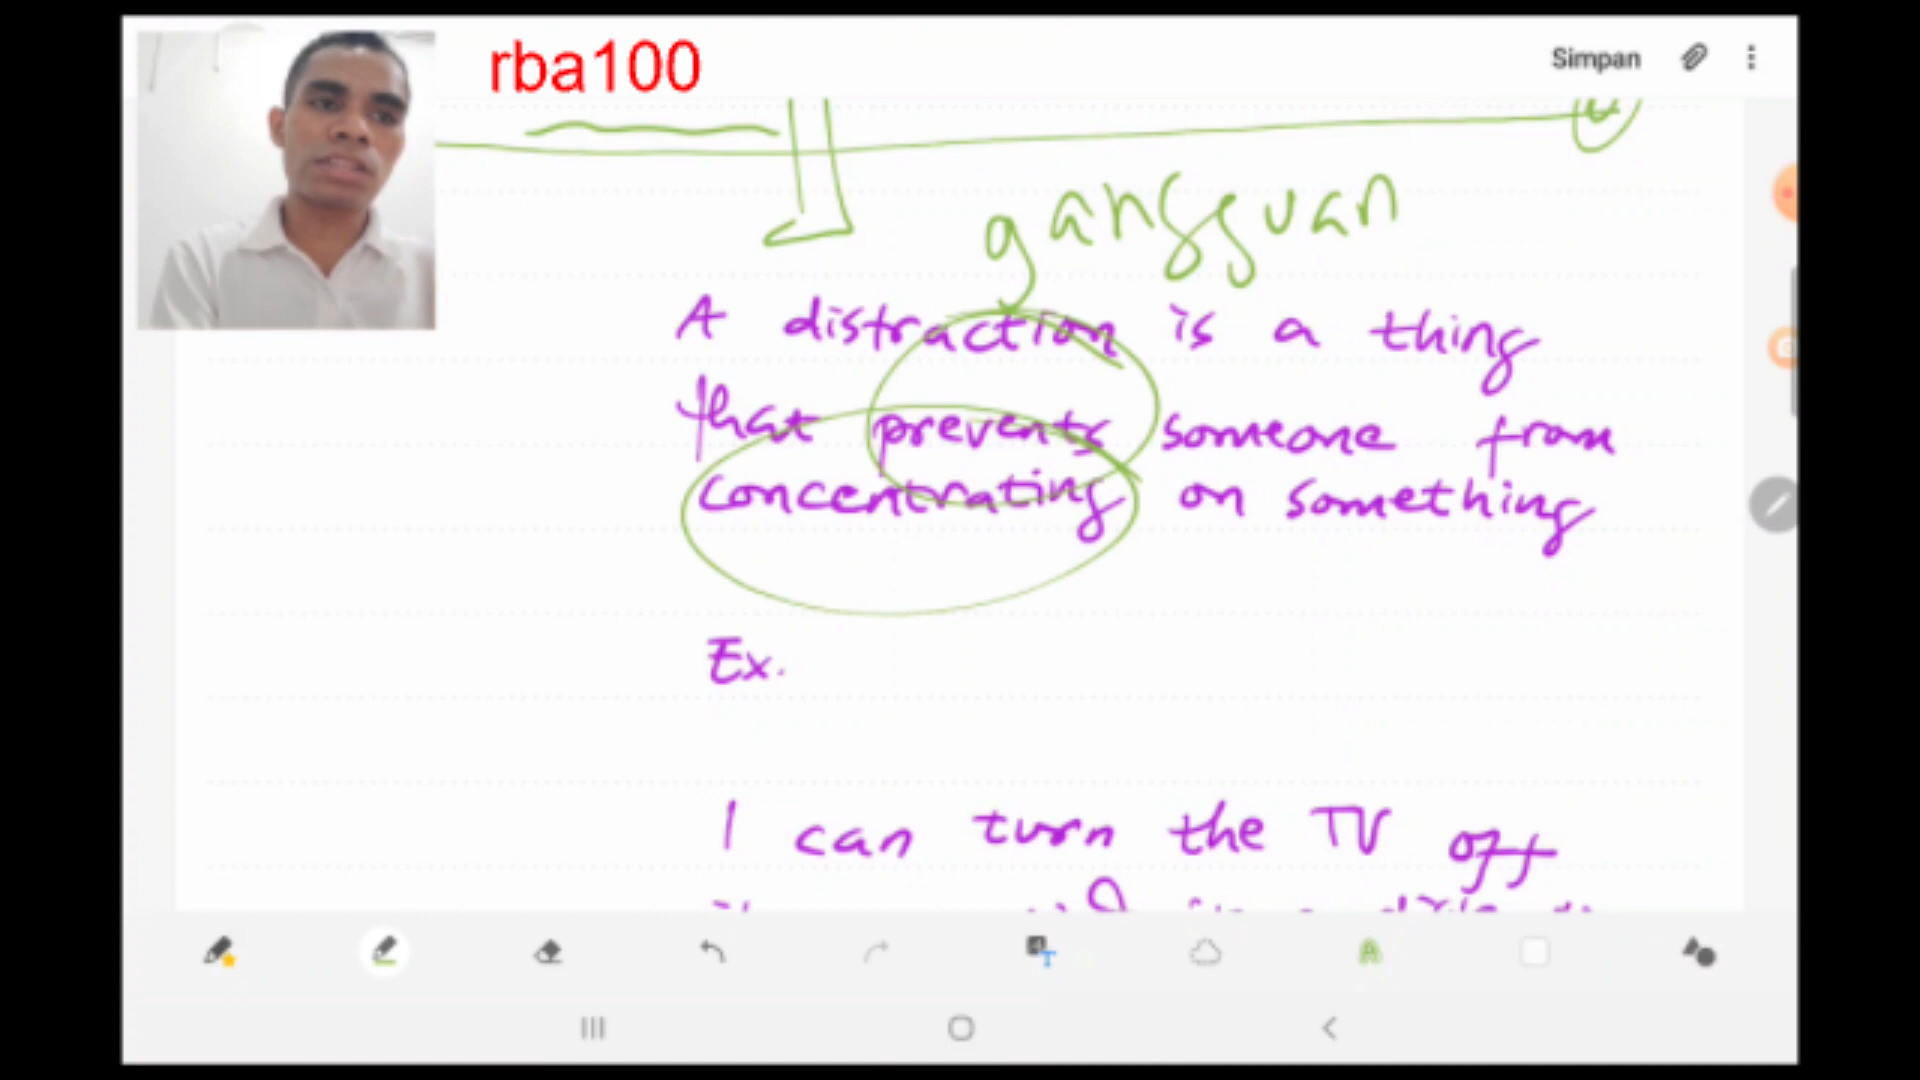 rba100
Simpan
gangguan
A distraction is a thing
that prevents someone from
concentrating on something
Ex.
I can turn the TV off